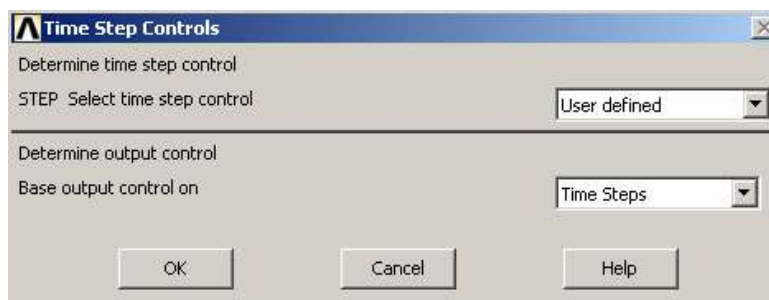 Time Step Controls
Determine time step control
STEP Select time step control
User defined
Determine output control
Base output control on
Time Steps
OK
Cancel
Help